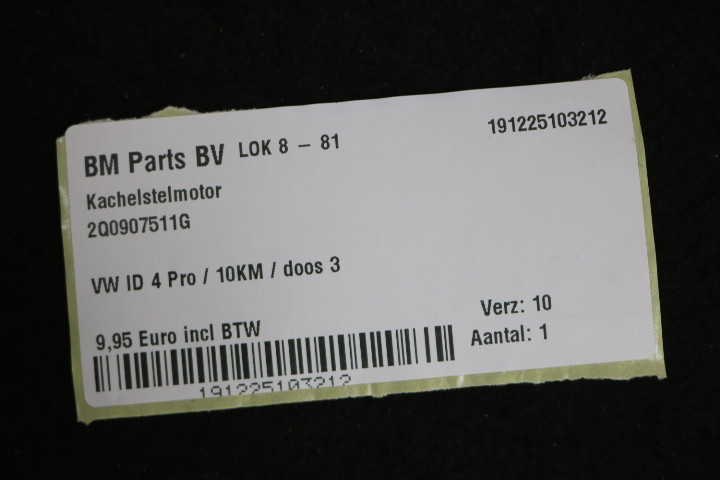 BM Parts BV LOK 8 - 81 191225103212
Kachelstelmotor
2Q0907511G
VW ID 4 Pro / 10KM / doos 3
Verz: 10
9,95 Euro incl BTW Aantal: 1
191225103212